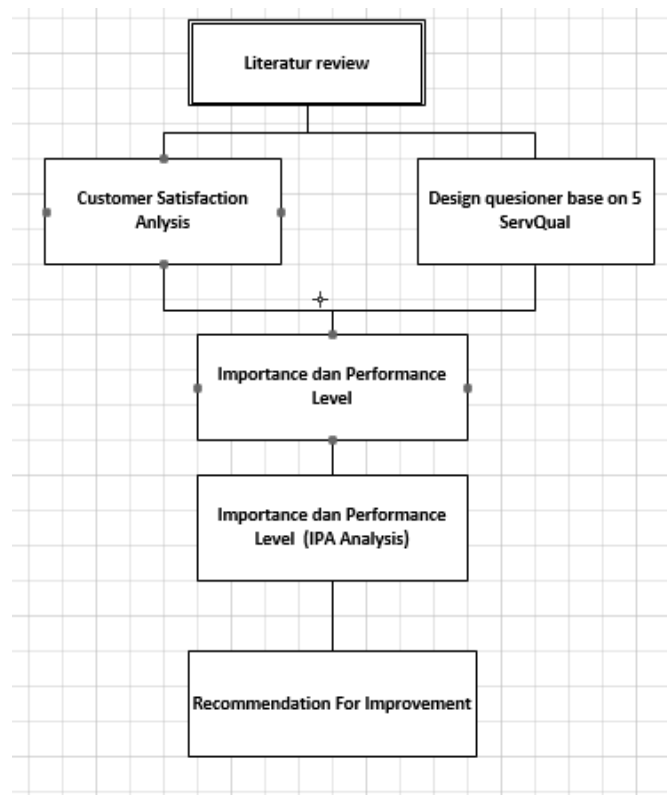 Literatur review
Customer Satisfaction
Anlysis
Design quesioner base on 5
ServQual
Importance dan Performance
Level
Importance dan Performance
Level (IPA Analysis)
Recommendation For Improvement